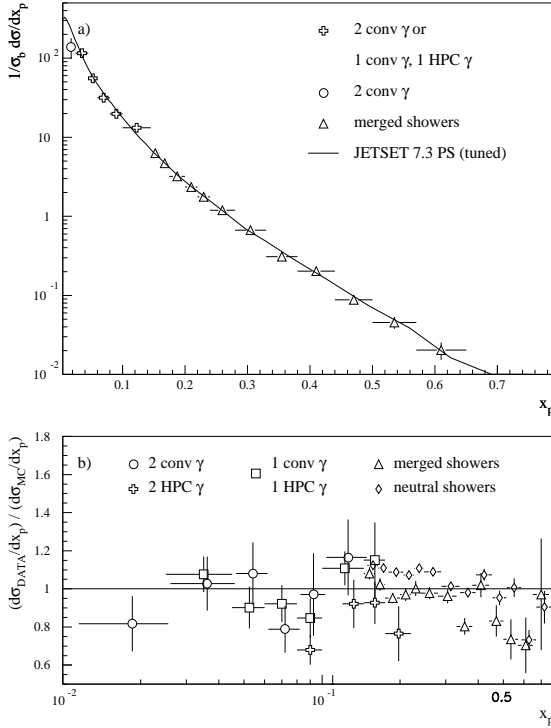 1/σ_b dσ/dx_p
a)
2 conv γ or
1 conv γ, 1 HPC γ
2 conv γ
merged showers
JETSET 7.3 PS (tuned)
10^2
10
1
10^-1
10^-2
0.1 0.2 0.3 0.4 0.5 0.6 0.7
x_p
(dσ_DATA/dx_p) / (dσ_MC/dx_p)
b)
2 conv γ 1 conv γ merged showers
2 HPC γ 1 HPC γ neutral showers
1.8
1.6
1.4
1.2
1.0
0.8
0.6
10^-2 10^-1 0.5
x_p